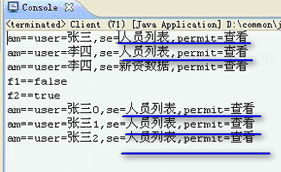 Console
<terminated> Client (71) [Java Application] D:\common\j
am==user=张三,se=人员列表,permit=查看
am==user=李四,se=人员列表,permit=查看
am==user=李四,se=薪资数据,permit=查看
f1==false
f2==true
am==user=张三0,se=人员列表,permit=查看
am==user=张三1,se=人员列表,permit=查看
am==user=张三2,se=人员列表,permit=查看